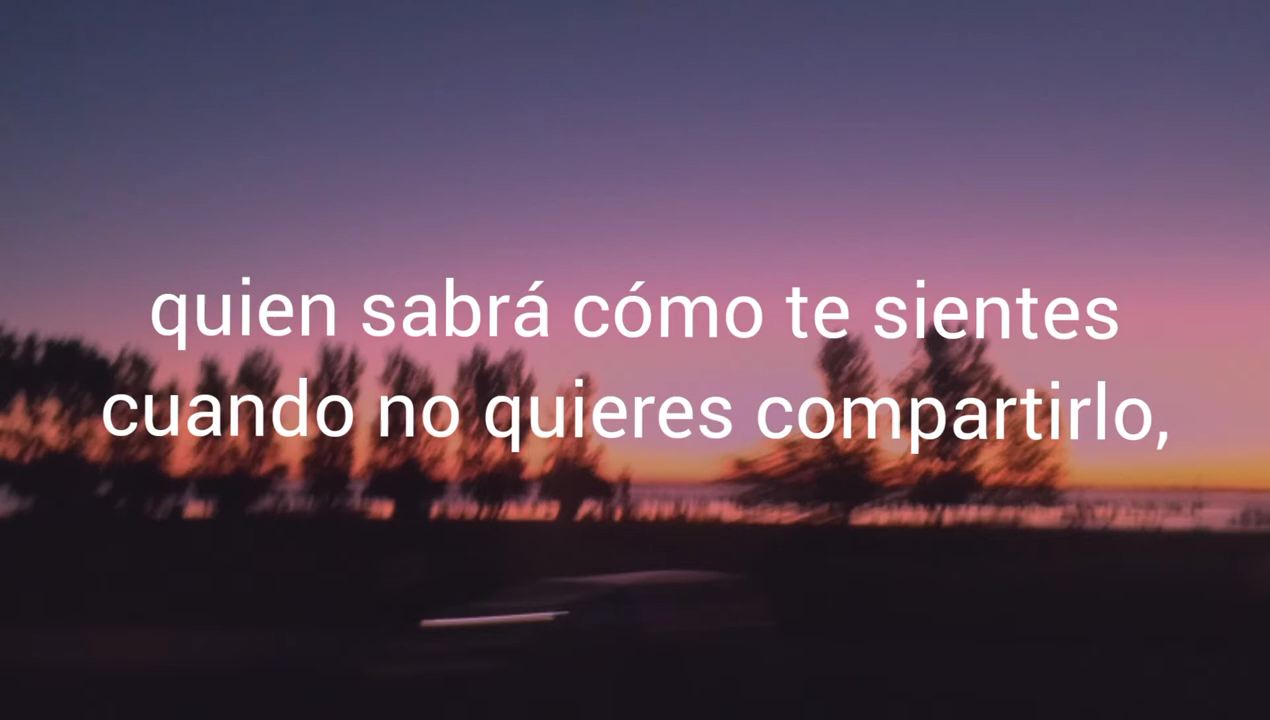 quien sabrá cómo te sientes
cuando no quieres compartirlo,